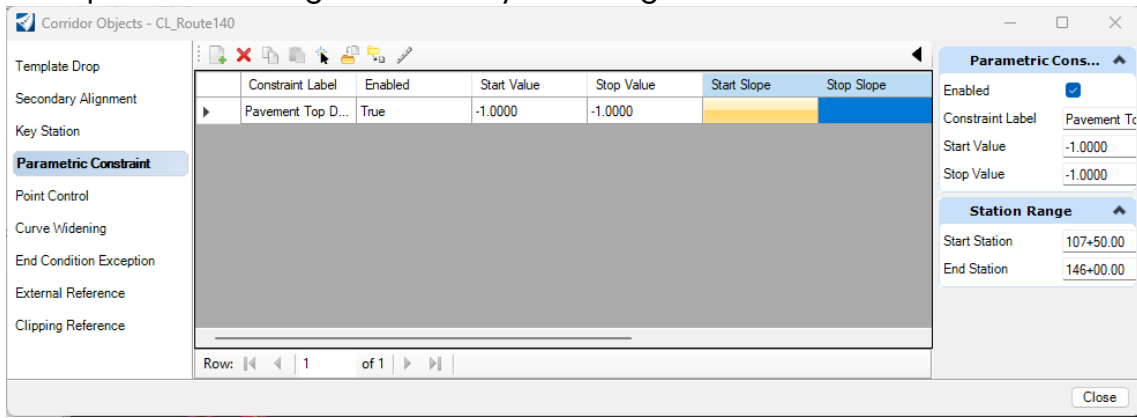 Corridor Objects - CL_Route140
Template Drop
Secondary Alignment
Key Station
Parametric Constraint
Point Control
Curve Widening
End Condition Exception
External Reference
Clipping Reference
Constraint Label Enabled Start Value Stop Value Start Slope Stop Slope
Pavement Top D... True -1.0000 -1.0000
Row: 1 of 1
Parametric Cons...
Enabled
Constraint Label Pavement To
Start Value -1.0000
Stop Value -1.0000
Station Range
Start Station 107+50.00
End Station 146+00.00
Close